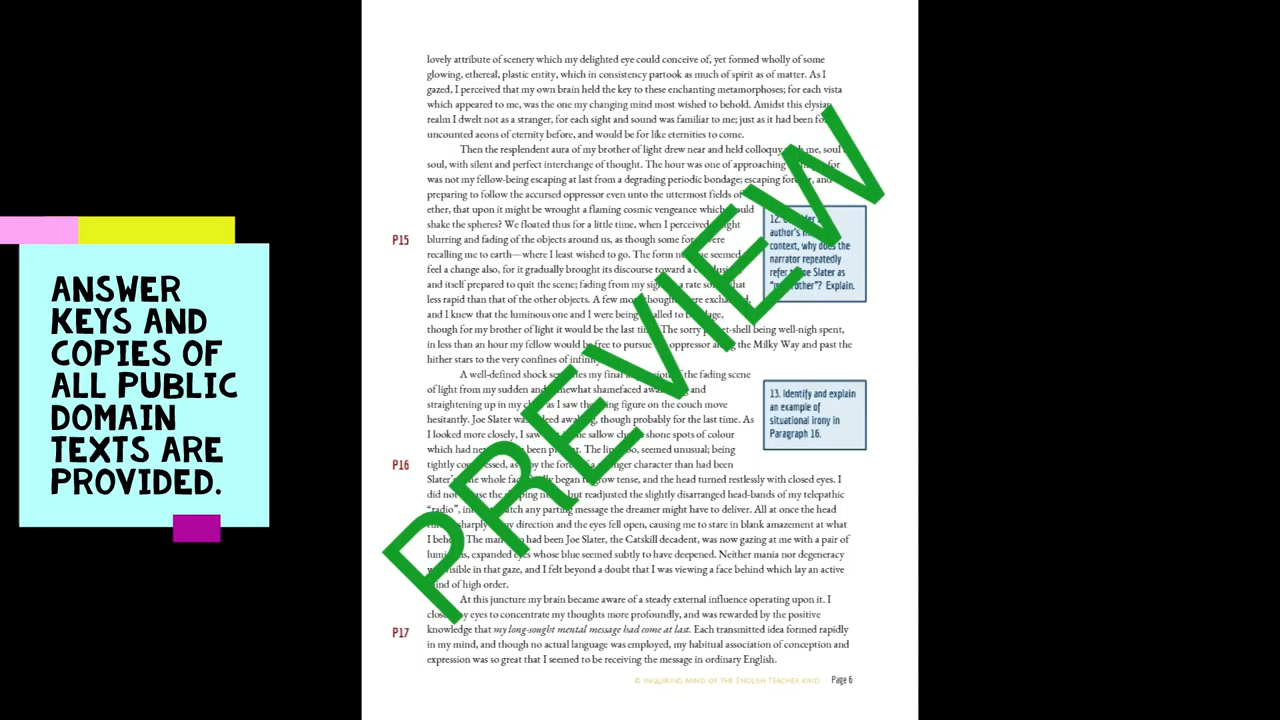 ANSWER
KEYS AND
COPIES OF
ALL PUBLIC
DOMAIN
TEXTS ARE
PROVIDED.
lovely attribute of scenery which my delighted eye could conceive of, yet formed wholly of some
glowing, ethereal, plastic entity, which in consistency partook as much of spirit as of matter. As I
gazed, I perceived that my own brain held the key to these enchanting metamorphoses; for each vista
which appeared to me, was the one my changing mind most wished to behold. Amidst this elysian
realm I dwelt not as a stranger, for each sight and sound was familiar to me; just as it had been for
uncounted aeons of eternity before, and would be for like eternities to come.
Then the resplendent aura of my brother of light drew near and held colloquy with me, soul
soul, with silent and perfect interchange of thought. The hour was one of approaching for
was not my fellow-being escaping at last from a degrading periodic bondage; escaping forever, and
preparing to follow the accursed oppressor even unto the uttermost fields of
ether, that upon it might be wrought a flaming cosmic vengeance which would
shake the spheres? We floated thus for a little time, when I perceived slight
P15
blurring and fading of the objects around us, as though some force were
recalling me to earth—where I least wished to go. The form near me seemed
feel a change also, for it gradually brought its discourse toward a conclusion
and itself prepared to quit the scene; fading from my sight a rate somewhat
less rapid than that of the other objects. A few more thoughts were exchanged,
and I knew that the luminous one and I were being recalled to bondage,
though for my brother of light it would be the last time. The sorry planet-shell being well-nigh spent,
in less than an hour my fellow would be free to pursue the oppressor along the Milky Way and past the
hither stars to the very confines of infinity.
12. Consider the
author's
context, why does the
narrator repeatedly
refer to Joe Slater as
"my brother"? Explain.
A well-defined shock separates my final impression of the fading scene
of light from my sudden and somewhat shamefaced awakening and
straightening up in my chair as I saw the dying figure on the couch move
hesitantly. Joe Slater was indeed awaking, though probably for the last time. As
I looked more closely, I saw the sallow cheeks shone spots of colour
which had never been present. The lips, too, seemed unusual; being
P16
tightly compressed, as by the force of a stronger character than had been
Slater's. The whole face finally began to grow tense, and the head turned restlessly with closed eyes. I
did not arouse the sleeping man, but readjusted the slightly disarranged head-bands of my telepathic
"radio", intent catch any parting message the dreamer might have to deliver. All at once the head
turned sharply in my direction and the eyes fell open, causing me to stare in blank amazement at what
I beheld. The man who had been Joe Slater, the Catskill decadent, was now gazing at me with a pair of
luminous, expanded eyes whose blue seemed subtly to have deepened. Neither mania nor degeneracy
was visible in that gaze, and I felt beyond a doubt that I was viewing a face behind which lay an active
mind of high order.
13. Identify and explain
an example of
situational irony in
Paragraph 16.
At this juncture my brain became aware of a steady external influence operating upon it. I
closed my eyes to concentrate my thoughts more profoundly, and was rewarded by the positive
P17
knowledge that my long-sought mental message had come at last. Each transmitted idea formed rapidly
in my mind, and though no actual language was employed, my habitual association of conception and
expression was so great that I seemed to be receiving the message in ordinary English.
© INQUIRING MIND OF THE ENGLISH TEACHER KIND Page 6
PREVIEW